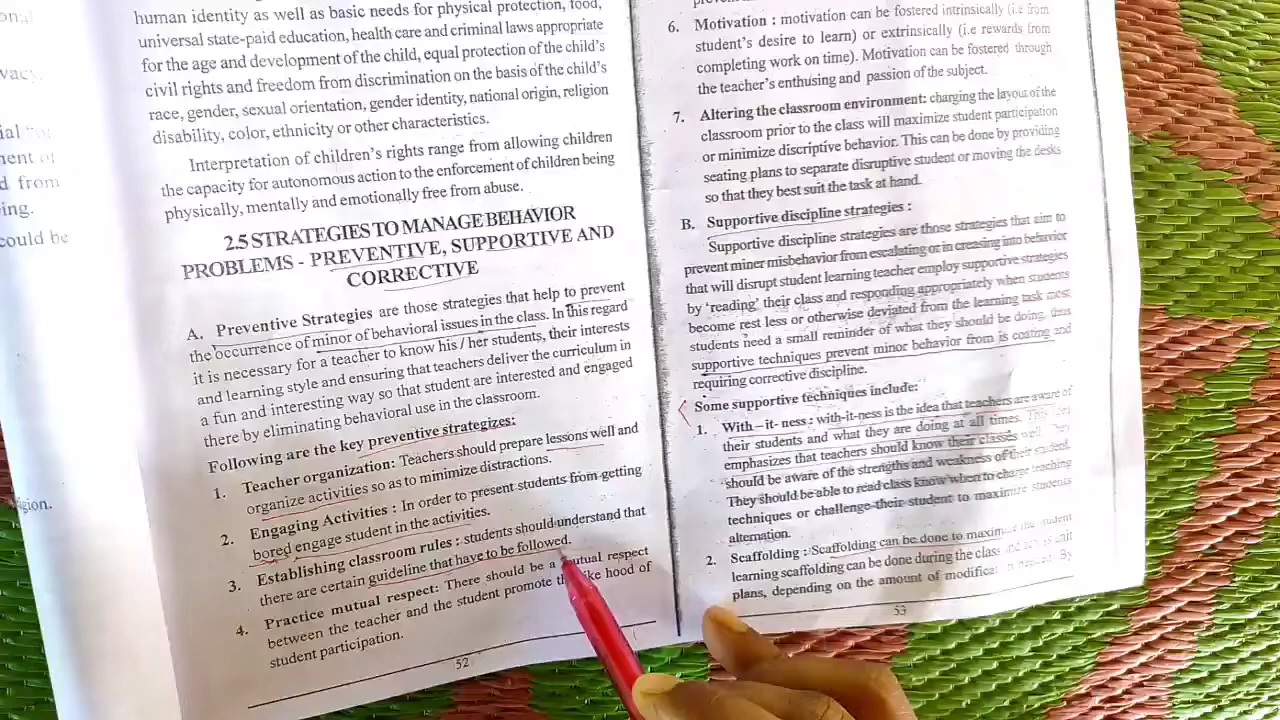 human identity as well as basic needs for physical protection, food,
universal state-paid education, health care and criminal laws appropriate
for the age and development of the child, equal protection of the child's
civil rights and freedom from discrimination on the basis of the child's
race, gender, sexual orientation, gender identity, national origin, religion
disability, color, ethnicity or other characteristics.
Interpretation of children's rights range from allowing children
the capacity for autonomous action to the enforcement of children being
physically, mentally and emotionally free from abuse.
2.5 STRATEGIES TO MANAGE BEHAVIOR
PROBLEMS - PREVENTIVE, SUPPORTIVE AND
CORRECTIVE
A. Preventive Strategies are those strategies that help to prevent
the occurrence of minor behavioral issues in the class. In this regard
it is necessary for a teacher to know his / her students, their interests
and learning style and ensuring that teachers deliver the curriculum in
a fun and interesting way so that student are interested and engaged
there by eliminating behavioral use in the classroom.
Following are the key preventive strategizes:
1. Teacher organization: Teachers should prepare lessons well and
organize tivities so as to minimize distractions.
2. Engaging Activities : In order to present students from getting
bored engage student in the activities.
3. Establishing classroom rules : students should understand that
there are certain guideline that have to be followed.
4. Practice mutual respect: There should be a mutual respect
between the teacher and the student promote hood of
student participation.
52
6. Motivation : motivation can be fostered intrinsically (i.e from
student's desire to learn) or extrinsically (i.e rewards from
completing work on time). Motivation can be fostered through
the teacher's enthusing and passion of the subject.
7. Altering the classroom environment: charging the layout of the
classroom prior to the class will maximize student participation
or minimize discriptive behavior. This can be done by providing
seating plans to separate disruptive student or moving the desks
so that they best suit the task at hand.
B. Supportive discipline strategies :
Supportive discipline strategies are those strategies that aim to
prevent miner misbehavior from escalating or in creasing into behavior
that will disrupt student learning teacher employ supportive strategies
by 'reading' their class and responding appropriately when students
become rest less or otherwise deviated from the learning task most
students need a small reminder of what they should be doing, thus
supportive techniques prevent minor behavior from is coating and
requiring corrective discipline.
Some supportive techniques include:
1. With – it- ness : with-it-ness is the idea that teachers are aware of
their students and what they are doing at all times.
emphasizes that teachers should know their classes well. They
should be aware of the strengths and weakness of their student
They should be able to read class know when to charge teaching
techniques or challenge their student to maximize students
alternation.
2. Scaffolding : Scaffolding can be done to maximize the student
learning scaffolding can be done during the class unit
plans, depending on the amount of By
53
vacy.
d from
ing.
could be
gion.